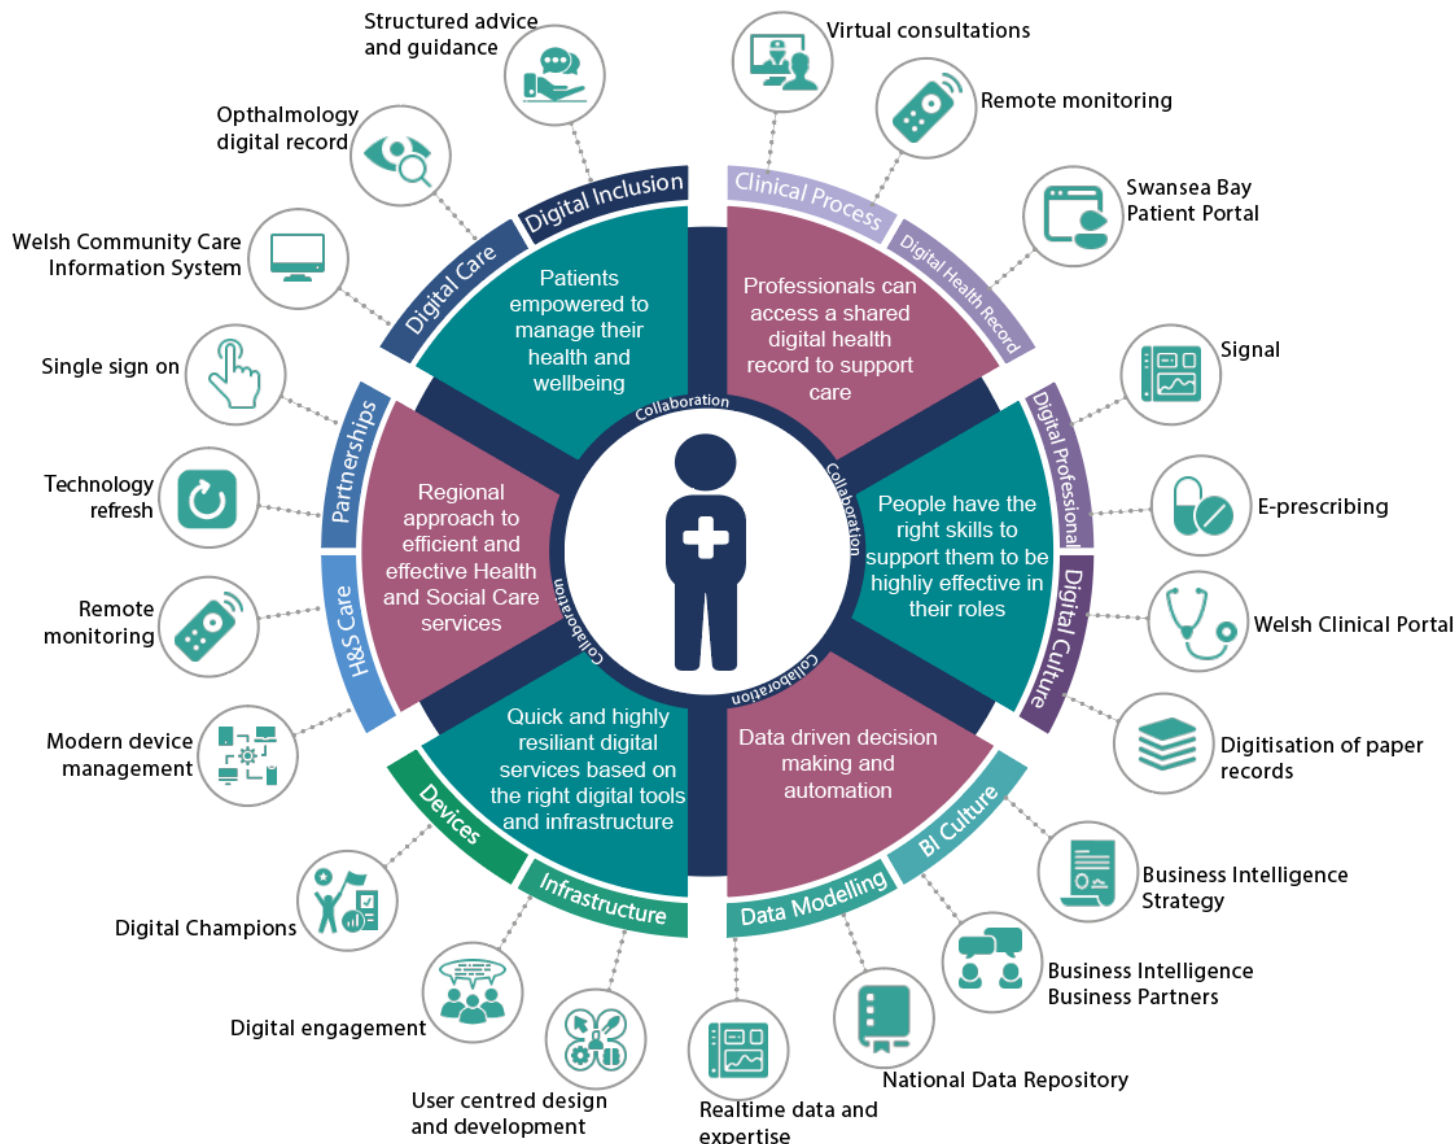 Structured advice
and guidance
Virtual consultations
Opthalmology
digital record
Remote monitoring
Welsh Community Care
Information System
Swansea Bay
Patient Portal
Single sign on
Signal
Technology
refresh
E-prescribing
Remote
monitoring
Welsh Clinical Portal
Modern device
management
Digitisation of paper
records
Digital Champions
Business Intelligence
Strategy
Digital engagement
Business Intelligence
Business Partners
User centred design
and development
Realtime data and
expertise
National Data Repository
Digital Care
Digital Inclusion
Clinical Process
Digital Health Record
Digital Professional
Digital Culture
BI Culture
Data Modelling
Infrastructure
Devices
H&S Care
Partnerships
Patients
empowered to
manage their
health and
wellbeing
Professionals can
access a shared
digital health
record to support
care
People have the
right skills to
support them to be
highliy effective in
their roles
Data driven decision
making and
automation
Quick and highly
resiliant digital
services based on
the right digital tools
and infrastructure
Regional
approach to
efficient and
effective Health
and Social Care
services
Collaboration
Collaboration
Collaboration
Collaboration